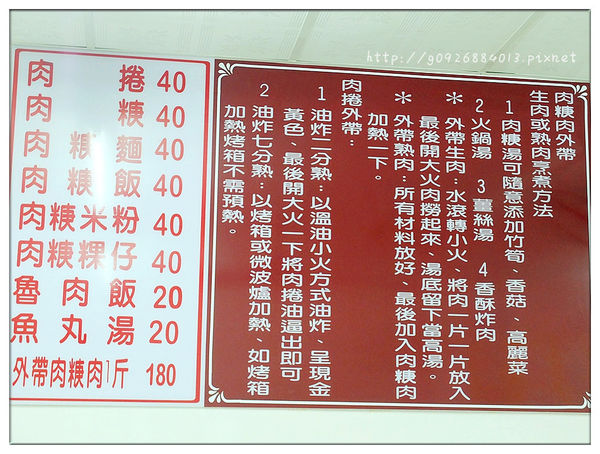 http://g0926884013.pixnet
肉捲 40
肉焿 40
肉焿麵 40
肉焿飯 40
肉焿米粉 40
肉焿粿仔 40
魯肉飯 20
魚丸湯 20
外帶肉焿肉1斤 180
肉焿肉外帶
生肉或熟肉烹煮方法
1 肉焿湯可隨意添加竹筍、香菇、高麗菜
2 火鍋湯 3 薑絲湯 4 香酥炸肉
＊外帶生肉:水滾轉小火、將肉一片一片放入
最後開大火肉撈起來、湯底留下當高湯。
＊外帶熟肉:所有材料放好、最後加入肉焿肉
加熱一下。
肉捲外帶:
1 油炸二分熟:以溫油小火方式油炸、呈現金
黃色、最後開大火一下將肉捲油逼出即可
2 油炸七分熟:以烤箱或微波爐加熱、如烤箱
加熱烤箱不需預熱。